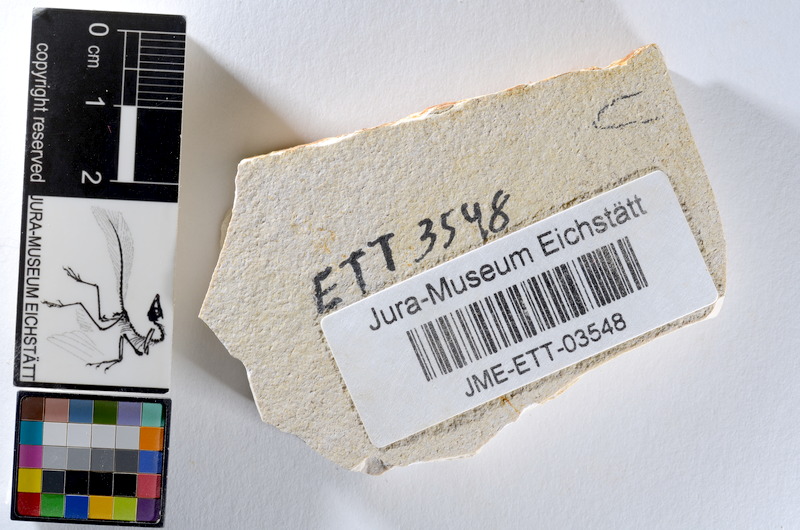 0 cm
1
2
copyright reserved
JURA-MUSEUM EICHSTÄTT
ETT 3548
Jura-Museum Eichstätt
JME-ETT-03548